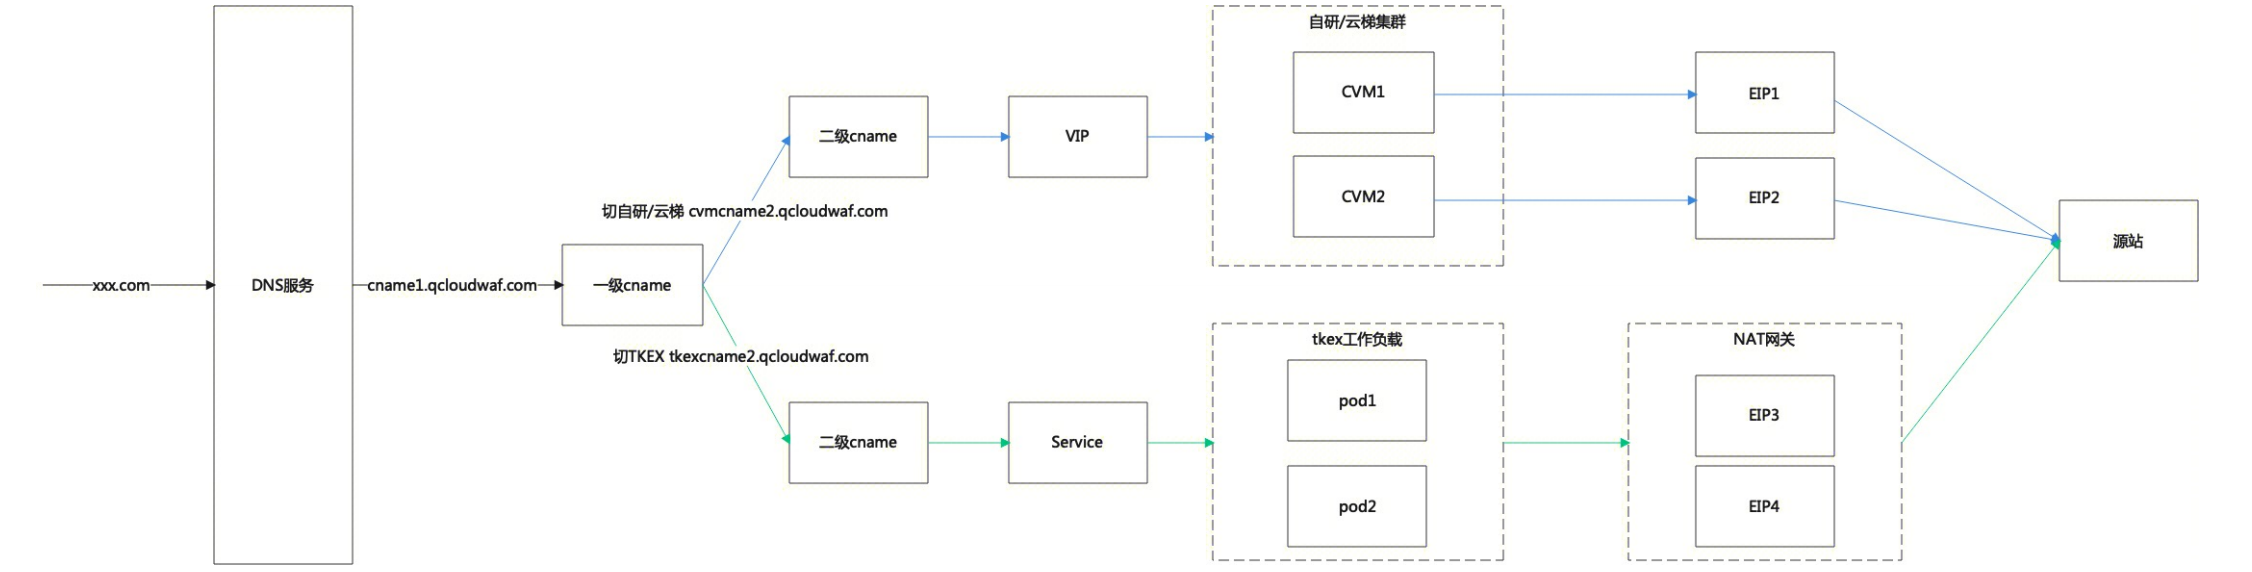 xxx.com
DNS服务
cname1.qcloudwaf.com
一级cname
切自研/云梯 cvmcname2.qcloudwaf.com
二级cname
VIP
自研/云梯集群
CVM1
CVM2
EIP1
EIP2
源站
切TKEX tkexcname2.qcloudwaf.com
二级cname
Service
tkex工作负载
pod1
pod2
NAT网关
EIP3
EIP4